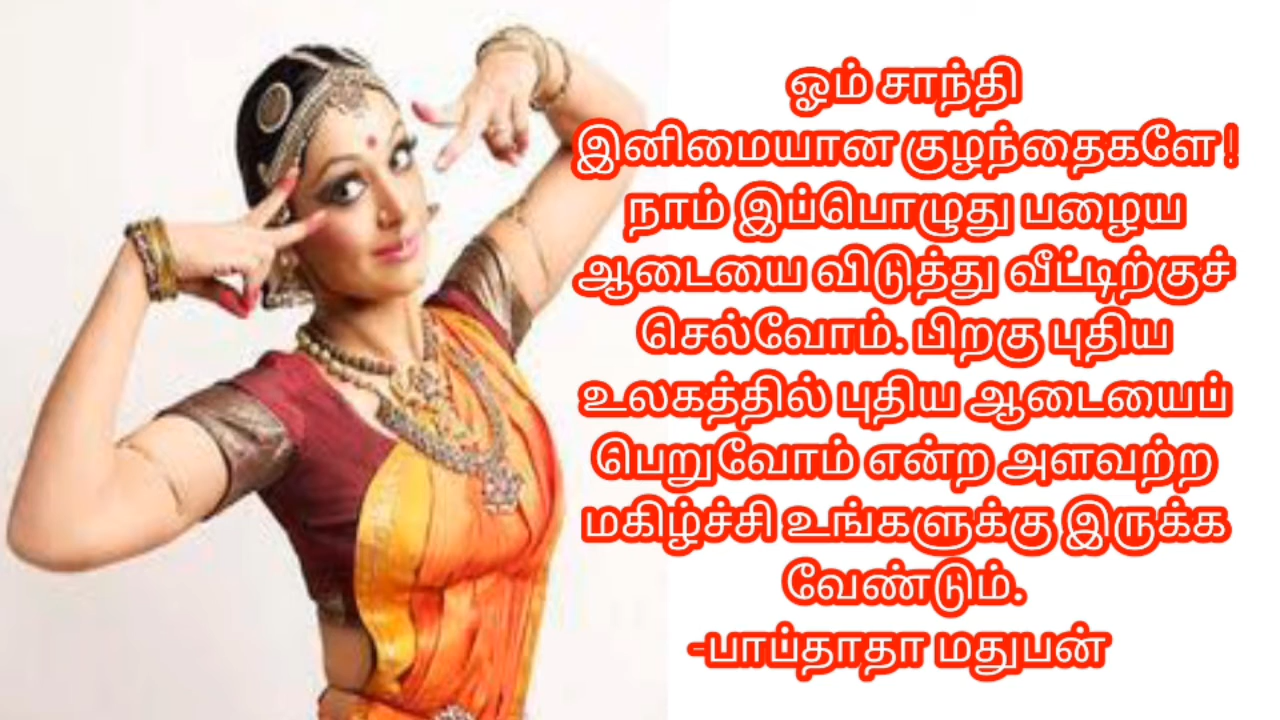 ஓம் சாந்தி
இனிமையான குழந்தைகளே!
நாம் இப்பொழுது பழைய
ஆடையை விடுத்து வீட்டிற்குச்
செல்வோம். பிறகு புதிய
உலகத்தில் புதிய ஆடையைப்
பெறுவோம் என்ற அளவற்ற
மகிழ்ச்சி உங்களுக்கு இருக்க
வேண்டும்.
-பாப்தாதா மதுபன்